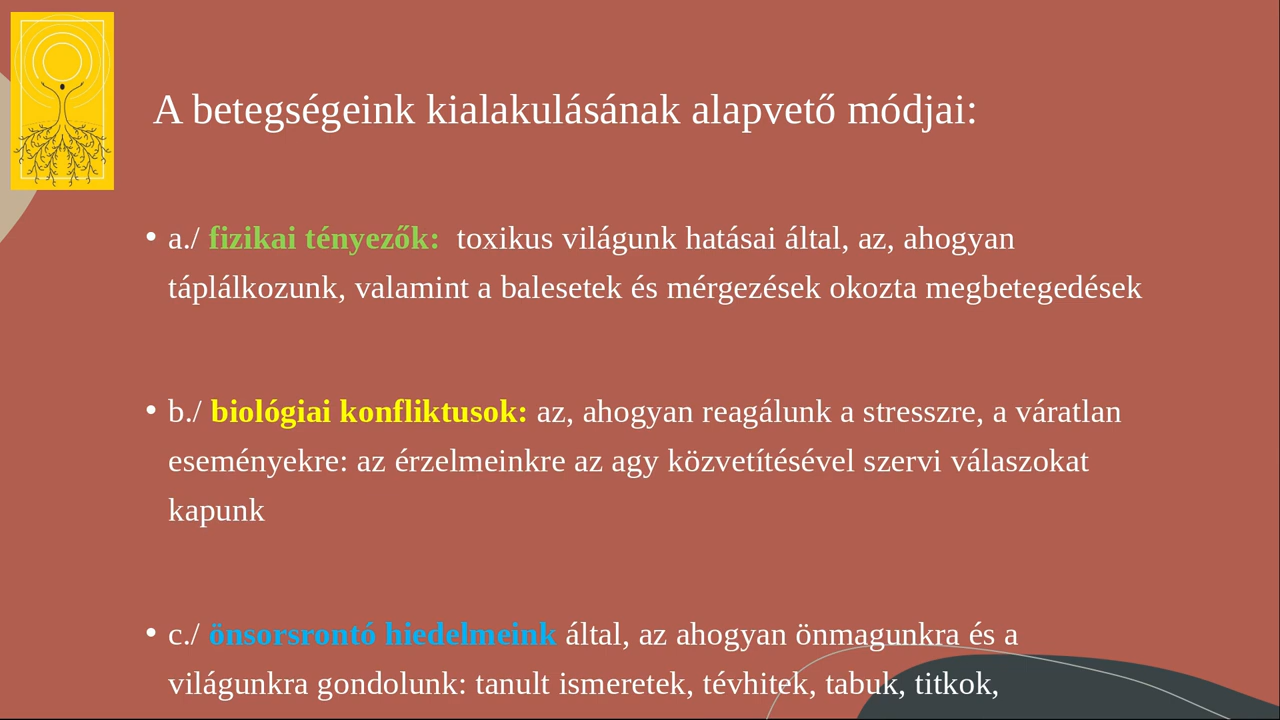 A betegségeink kialakulásának alapvető módjai:
• a./ fizikai tényezők:  toxikus világunk hatásai által, az, ahogyan
táplálkozunk, valamint a balesetek és mérgezések okozta megbetegedések
• b./ biológiai konfliktusok: az, ahogyan reagálunk a stresszre, a váratlan
eseményekre: az érzelmeinkre az agy közvetítésével szervi válaszokat
kapunk
• c./ önsorsrontó hiedelmeink által, az ahogyan önmagunkra és a
világunkra gondolunk: tanult ismeretek, tévhitek, tabuk, titkok,